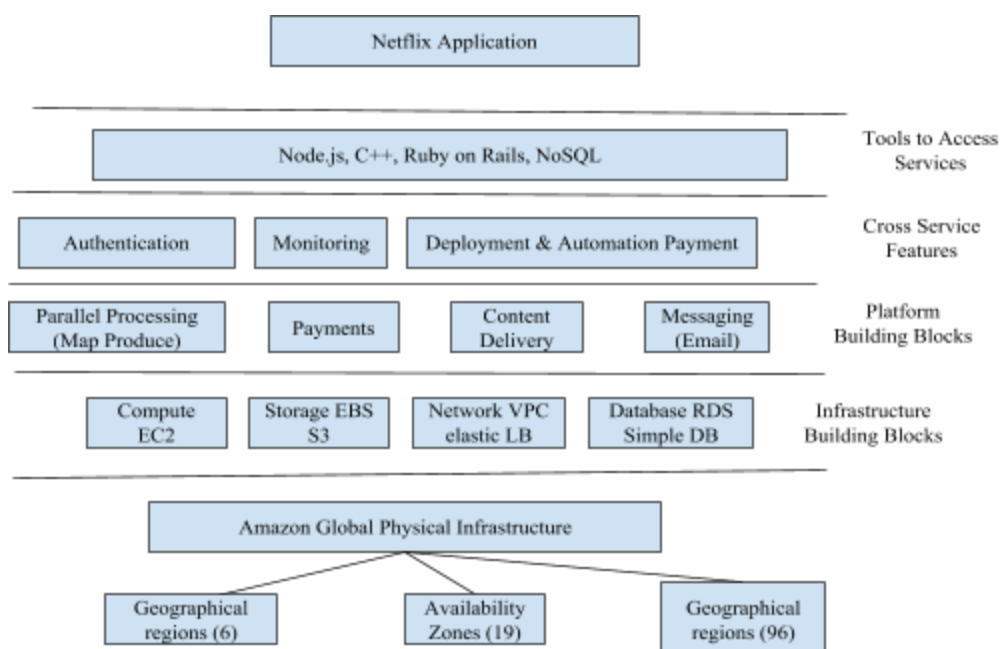 Netflix Application
Node.js, C++, Ruby on Rails, NoSQL
Tools to Access
Services
Authentication
Monitoring
Deployment & Automation Payment
Cross Service
Features
Parallel Processing
(Map Produce)
Payments
Content
Delivery
Messaging
(Email)
Platform
Building Blocks
Compute
EC2
Storage EBS
S3
Network VPC
elastic LB
Database RDS
Simple DB
Infrastructure
Building Blocks
Amazon Global Physical Infrastructure
Geographical
regions (6)
Availability
Zones (19)
Geographical
regions (96)